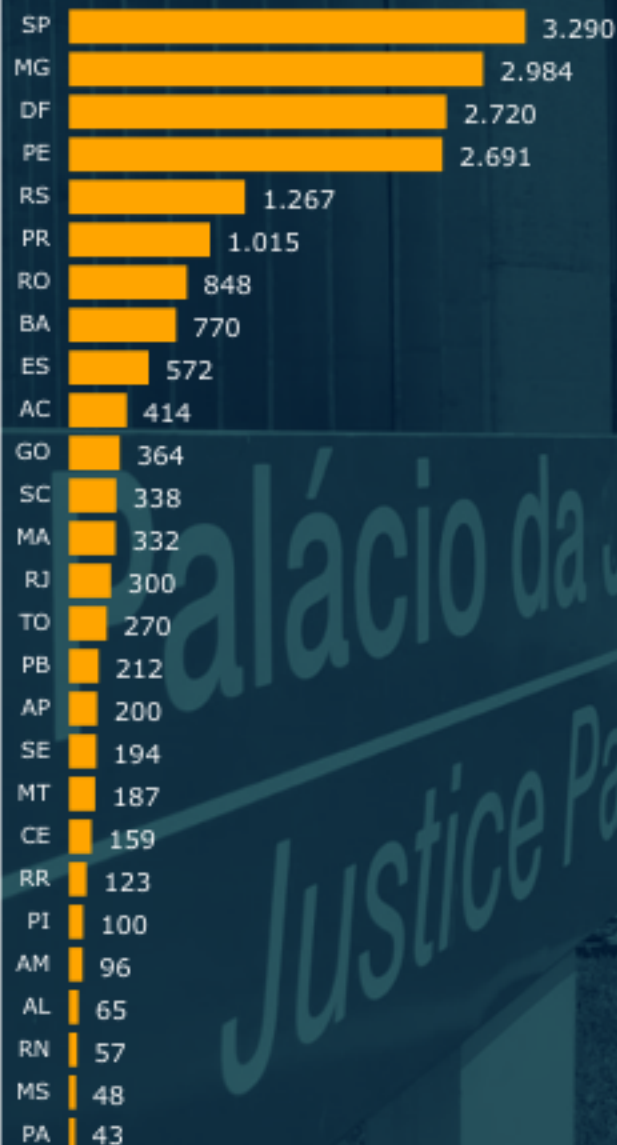 SP 3.290
MG 2.984
DF 2.720
PE 2.691
RS 1.267
PR 1.015
RO 848
BA 770
ES 572
AC 414
GO 364
SC 338
MA 332
RJ 300
TO 270
PB 212
AP 200
SE 194
MT 187
CE 159
RR 123
PI 100
AM 96
AL 65
RN 57
MS 48
PA 43
Palácio da
Justice